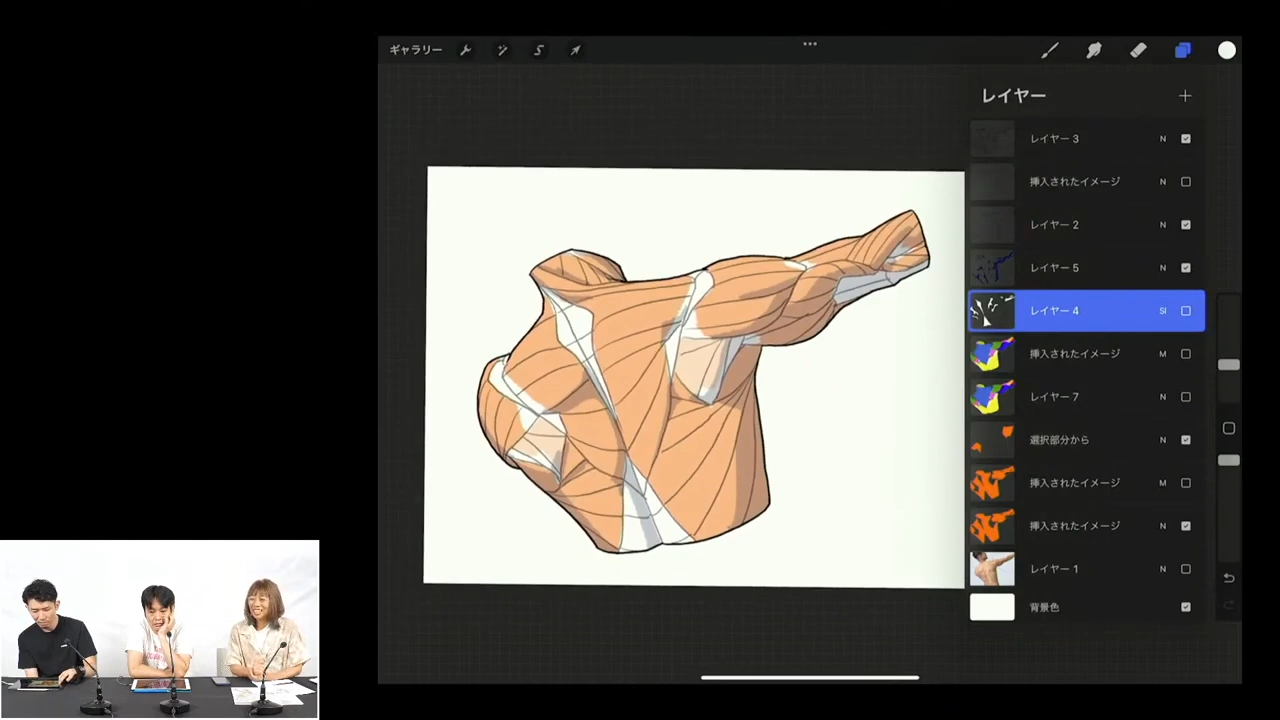 ギャラリー
レイヤー
レイヤー 3 N
挿入されたイメージ N
レイヤー 2 N
レイヤー 5 N
レイヤー 4 SI
挿入されたイメージ M
レイヤー 7 N
選択部分から N
挿入されたイメージ M
挿入されたイメージ N
レイヤー 1 N
背景色